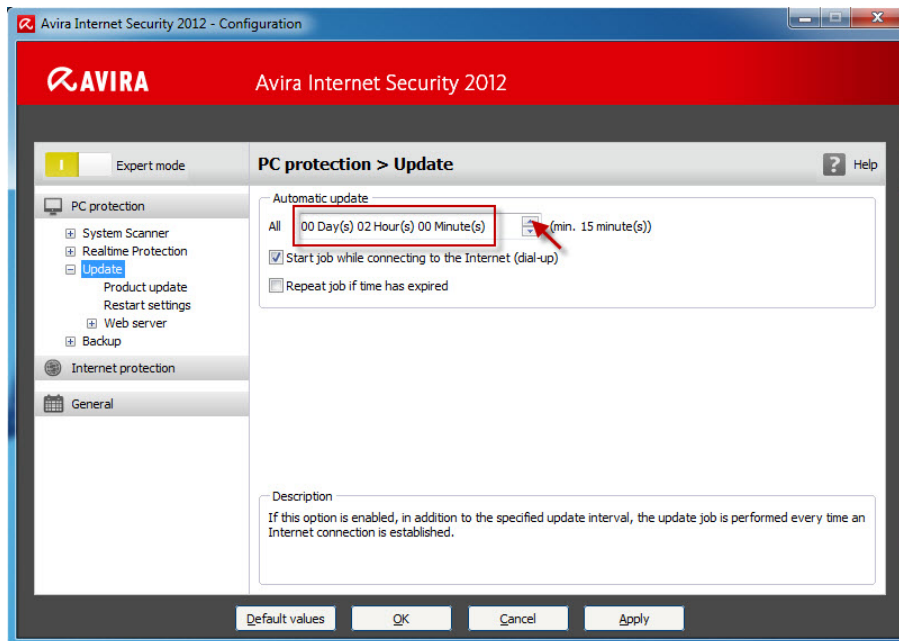 Avira Internet Security 2012 - Configuration
AVIRA
Avira Internet Security 2012
Expert mode
PC protection > Update
? Help
PC protection
System Scanner
Realtime Protection
Update
Product update
Restart settings
Web server
Backup
Internet protection
General
Automatic update
All 00 Day(s) 02 Hour(s) 00 Minute(s) (min. 15 minute(s))
Start job while connecting to the Internet (dial-up)
Repeat job if time has expired
Description
If this option is enabled, in addition to the specified update interval, the update job is performed every time an
Internet connection is established.
Default values OK Cancel Apply